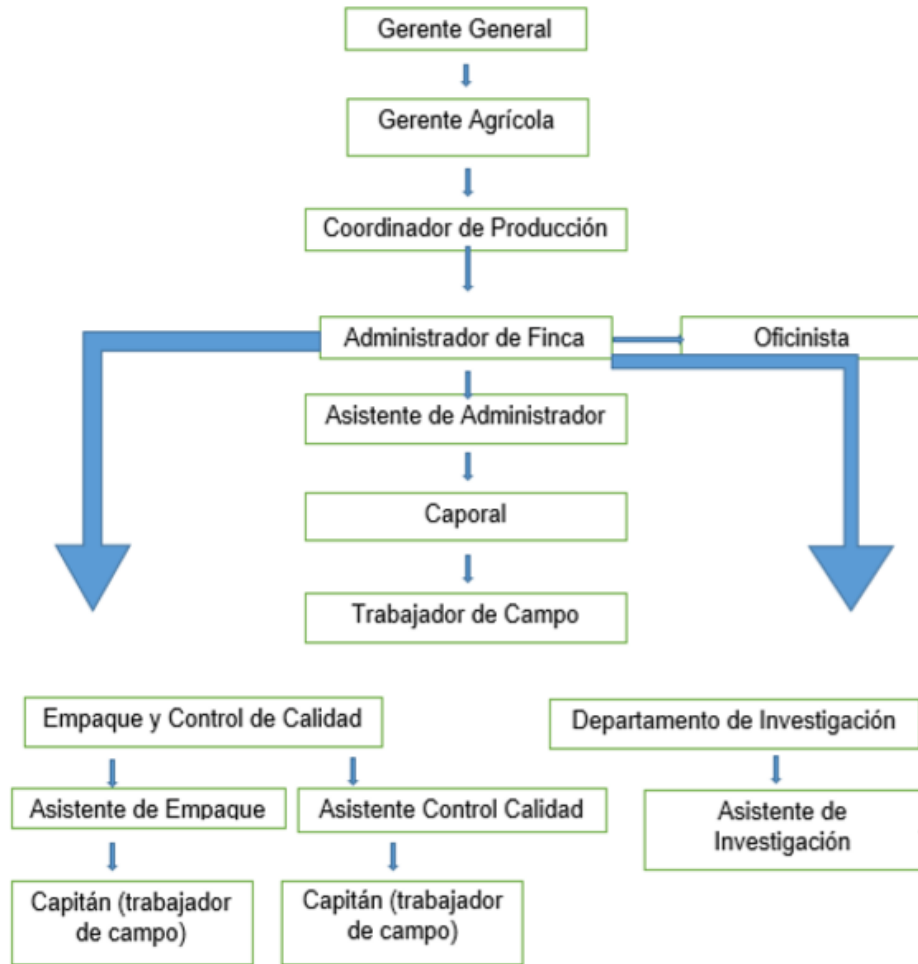 Gerente General
Gerente Agrícola
Coordinador de Producción
Administrador de Finca
Oficinista
Asistente de Administrador
Caporal
Trabajador de Campo
Empaque y Control de Calidad
Departamento de Investigación
Asistente de Empaque
Asistente Control Calidad
Asistente de
Investigación
Capitán (trabajador
de campo)
Capitán (trabajador
de campo)